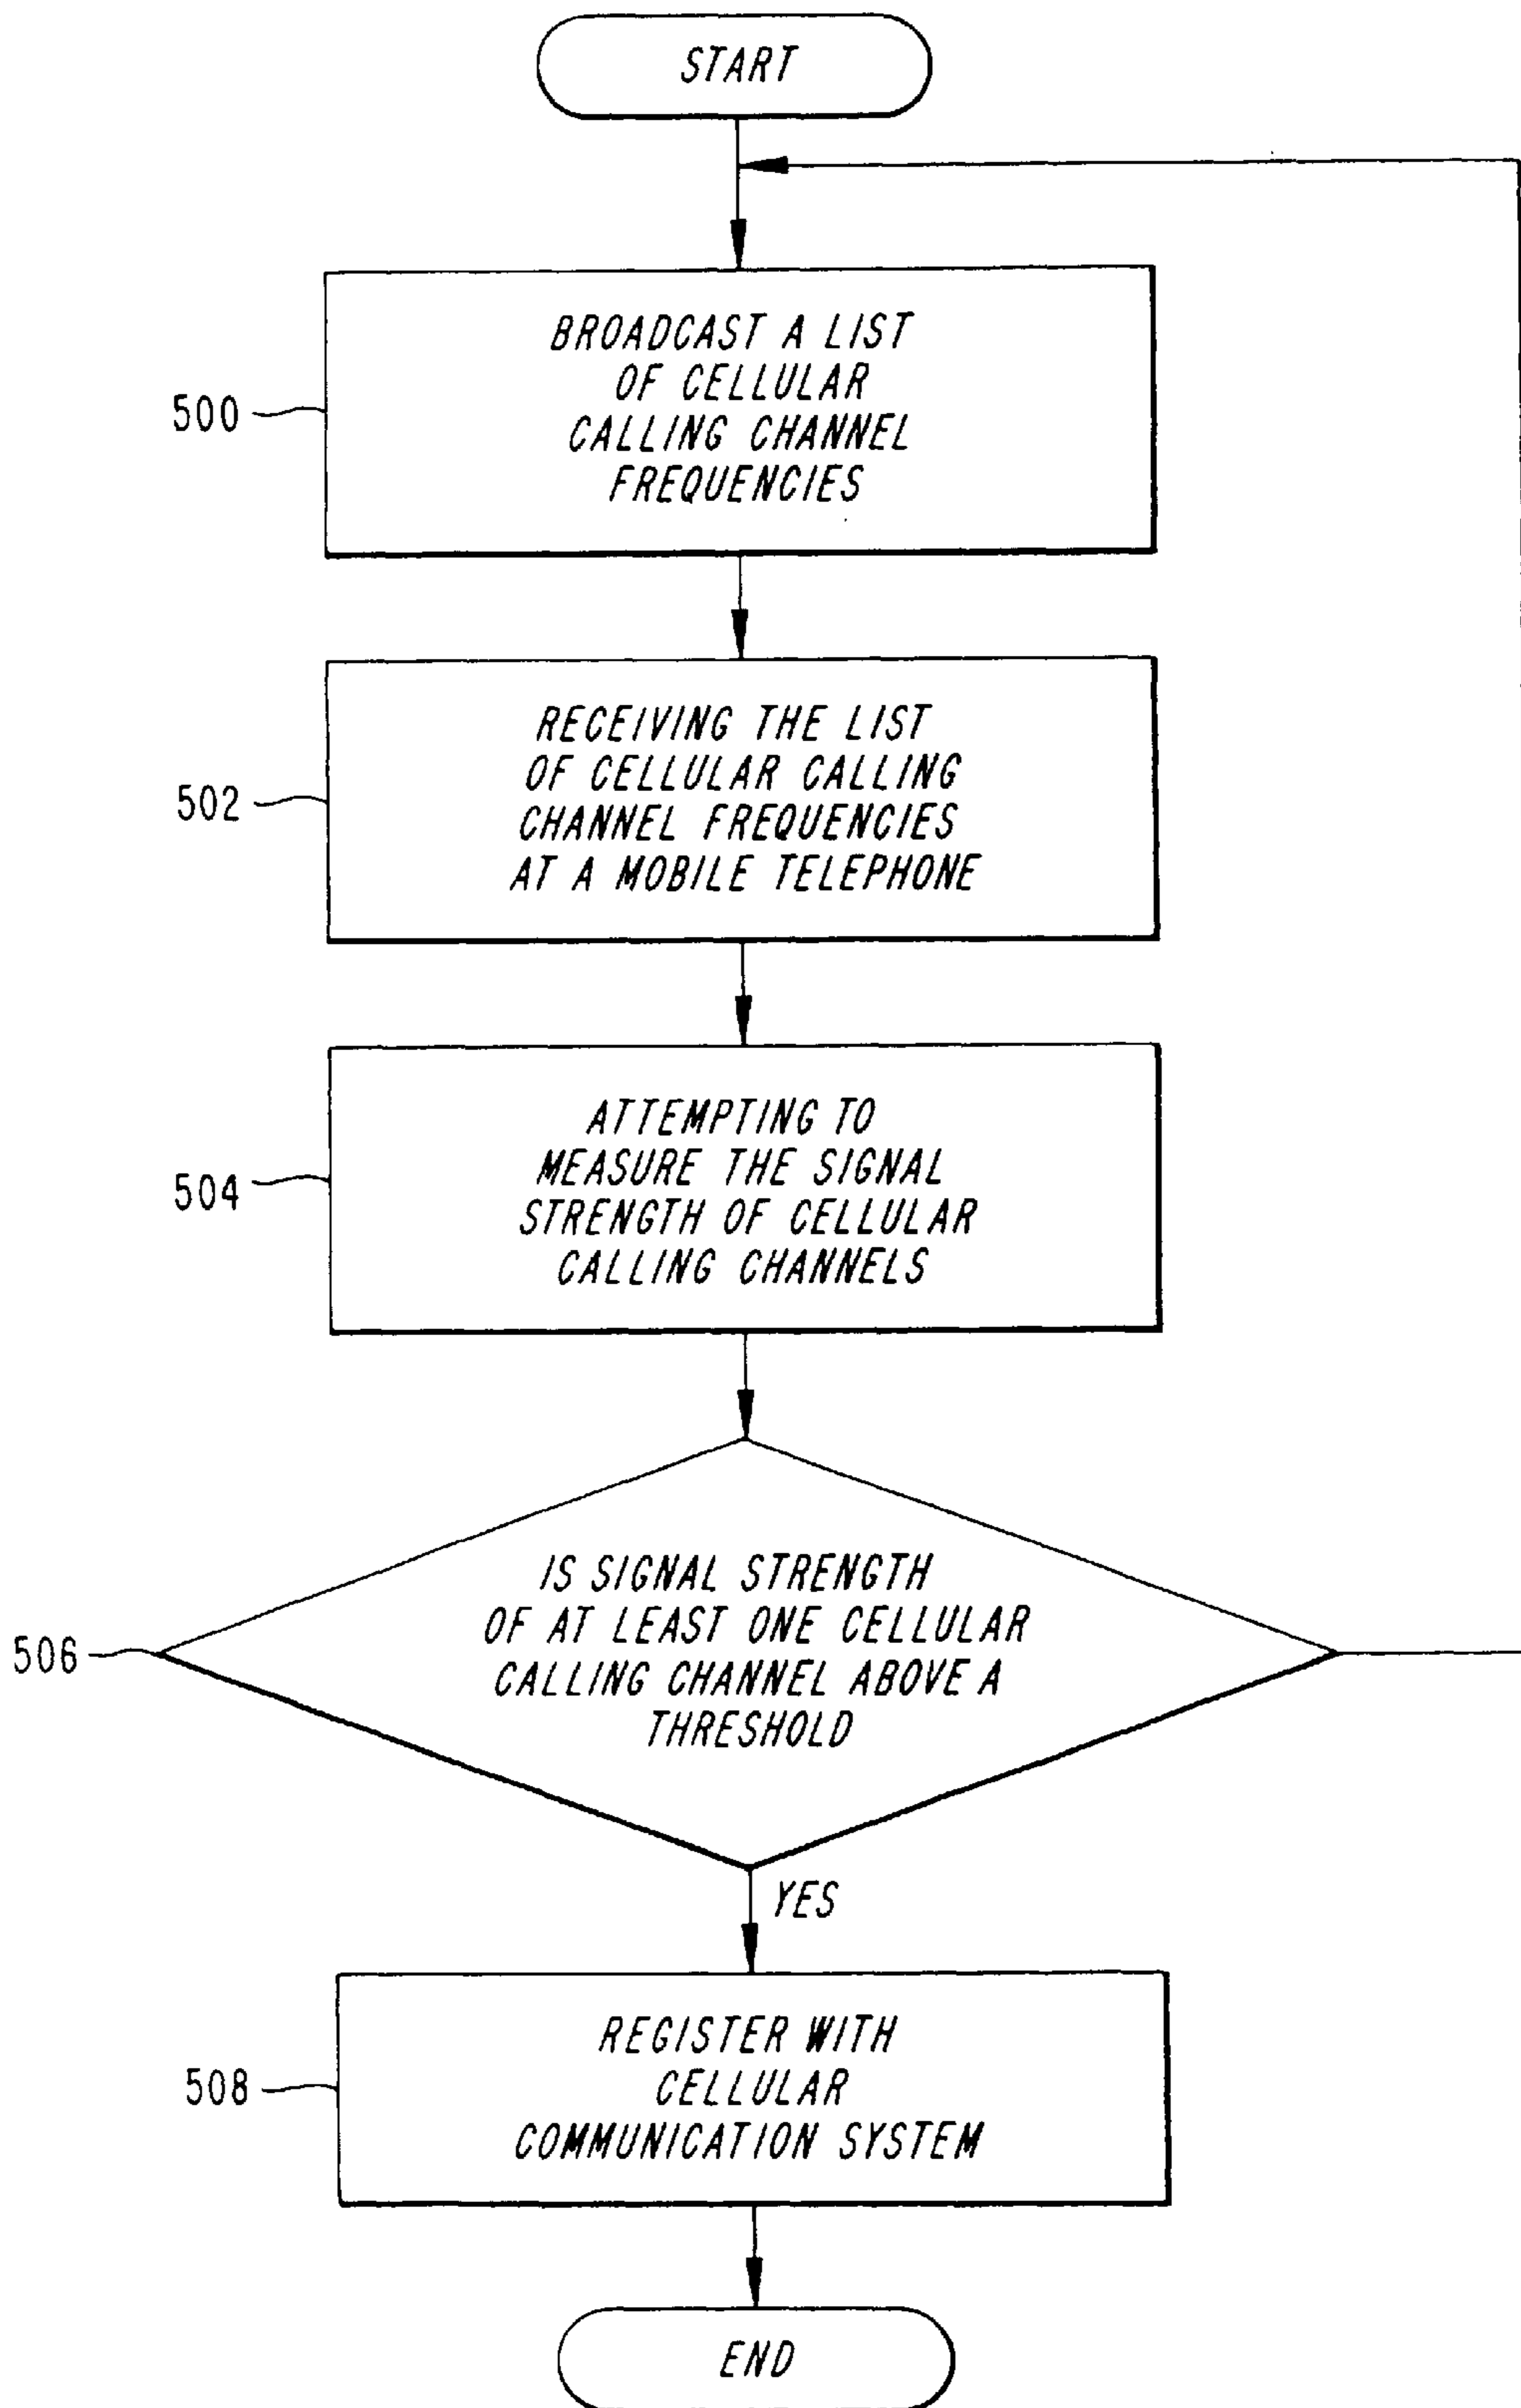 START
BROADCAST A LIST
OF CELLULAR
CALLING CHANNEL
FREQUENCIES
500
RECEIVING THE LIST
OF CELLULAR CALLING
CHANNEL FREQUENCIES
AT A MOBILE TELEPHONE
502
ATTEMPTING TO
MEASURE THE SIGNAL
STRENGTH OF CELLULAR
CALLING CHANNELS
504
IS SIGNAL STRENGTH
OF AT LEAST ONE CELLULAR
CALLING CHANNEL ABOVE A
THRESHOLD
506
YES
REGISTER WITH
CELLULAR
COMMUNICATION SYSTEM
508
END